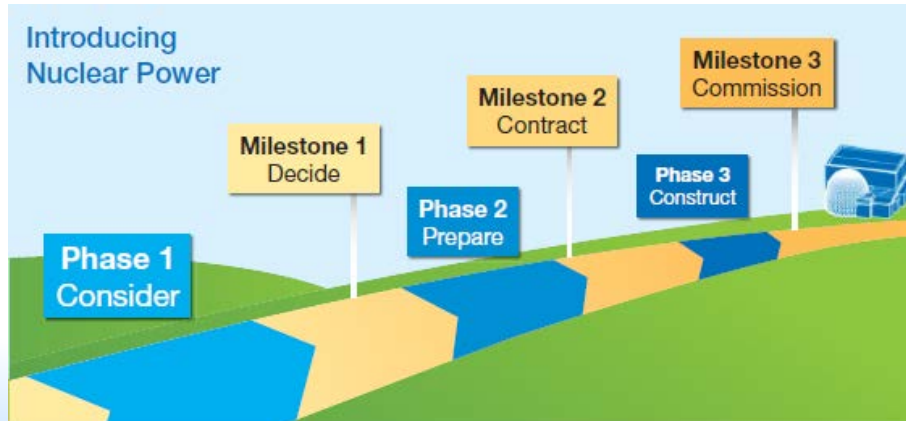 Introducing
Nuclear Power
Phase 1
Consider
Milestone 1
Decide
Phase 2
Prepare
Milestone 2
Contract
Phase 3
Construct
Milestone 3
Commission